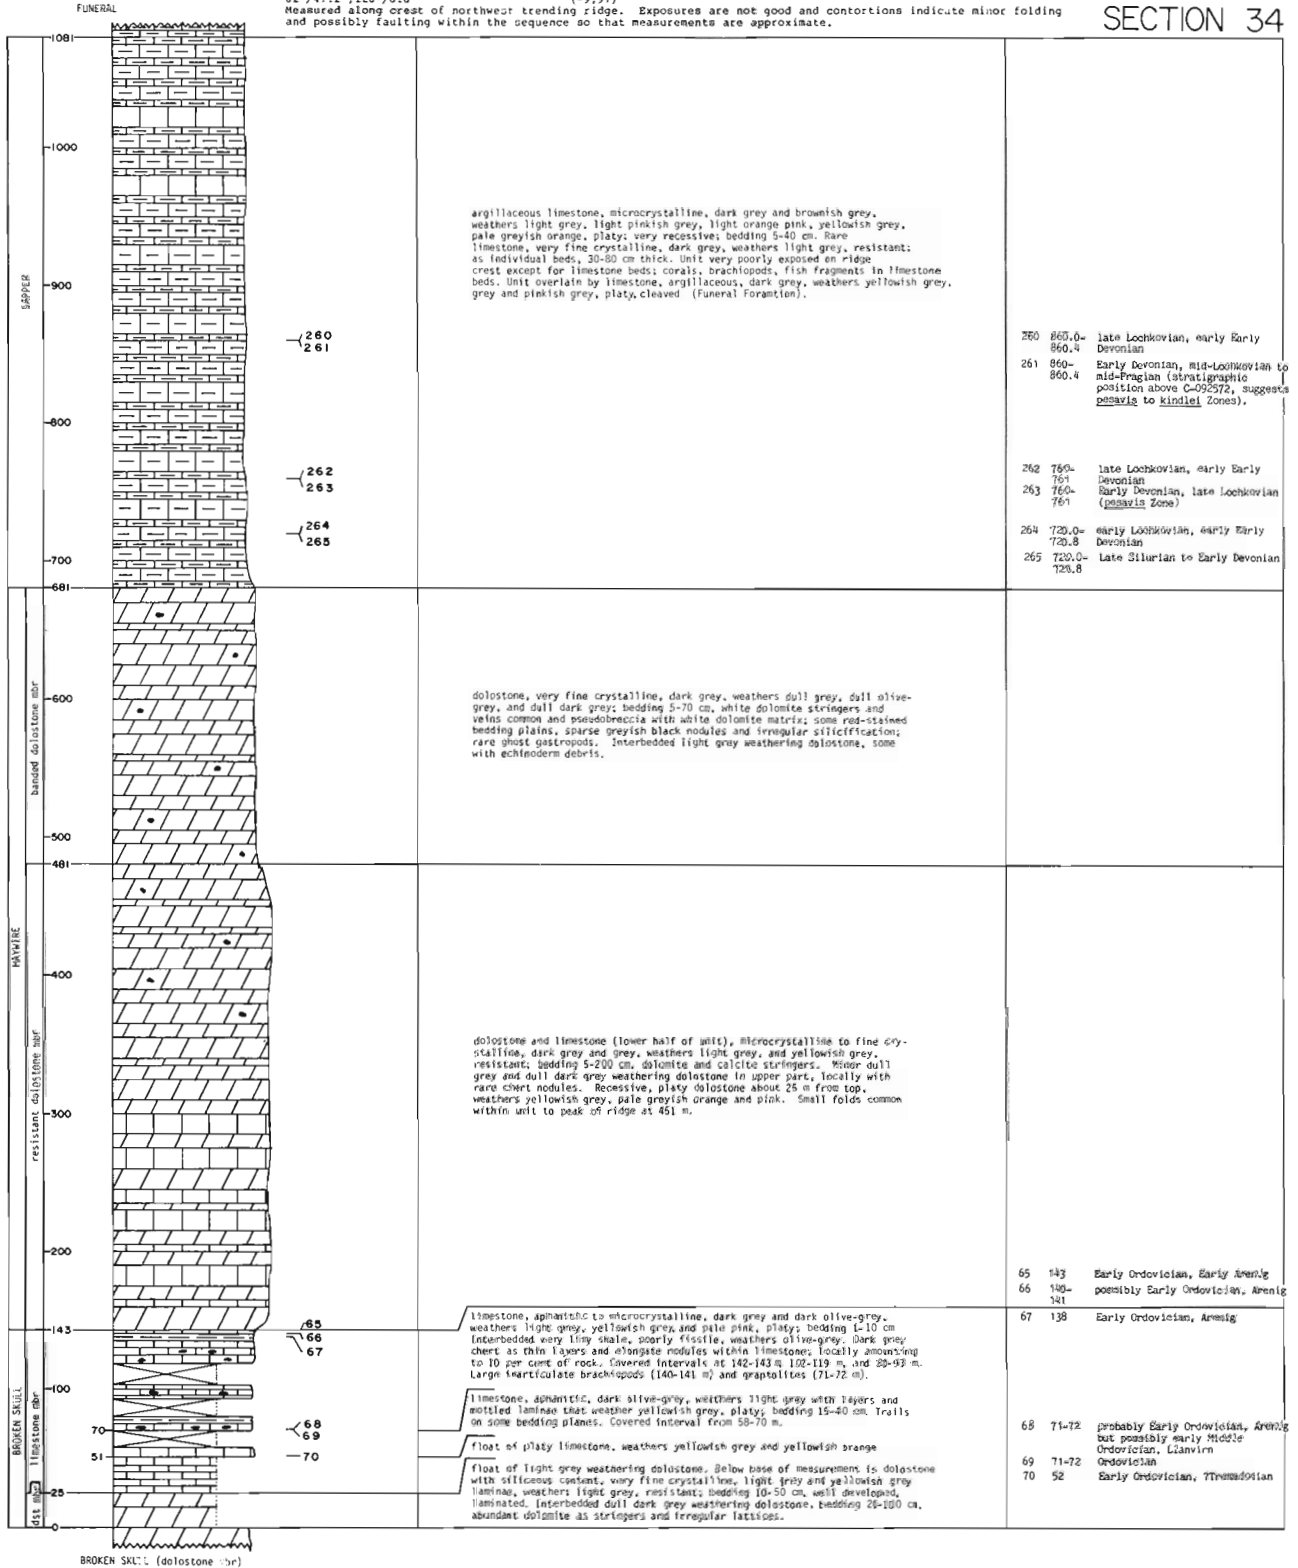 FUNERAL
Measured along crest of northwest trending ridge. Exposures are not good and contortions indicate minor folding
and possibly faulting within the sequence so that measurements are approximate.
SECTION 34
1081
1000
900
800
700
681
600
500
481
400
300
200
143
100
70
51
25
0
SAPPER
banded dolostone mbr
HAYWIRE
resistant dolostone mbr
BROKEN SKULL
limestone mbr
dst mbr
260
261
262
263
264
265
65
66
67
68
69
70
argillaceous limestone, microcrystalline, dark grey and brownish grey,
weathers light grey, light pinkish grey, light orange pink, yellowish grey,
pale greyish orange, platy; very recessive; bedding 5-40 cm. Rare
limestone, very fine crystalline, dark grey, weathers light grey, resistant;
as individual beds, 30-80 cm thick. Unit very poorly exposed on ridge
crest except for limestone beds; corals, brachiopods, fish fragments in limestone
beds. Unit overlain by limestone, argillaceous, dark grey, weathers yellowish grey,
grey and pinkish grey, platy, cleaved (Funeral Foramtion).
dolostone, very fine crystalline, dark grey, weathers dull grey, dull olive-
grey, and dull dark grey; bedding 5-70 cm, white dolomite stringers and
veins common and pseudobreccia with white dolomite matrix; some red-stained
bedding plains, sparse greyish black nodules and irregular silicification;
rare ghost gastropods. Interbedded light grey weathering dolostone, some
with echinoderm debris.
dolostone and limestone (lower half of unit), microcrystalline to fine cry-
stalline, dark grey and grey, weathers light grey, and yellowish grey,
resistant; bedding 5-200 cm, dolomite and calcite stringers. Minor dull
grey and dull dark grey weathering dolostone in upper part, locally with
rare chert nodules. Recessive, platy dolostone about 25 m from top,
weathers yellowish grey, pale greyish orange and pink. Small folds common
within unit to peak of ridge at 451 m.
limestone, aphanitic to microcrystalline, dark grey and dark olive-grey,
weathers light grey, yellowish grey, and pale pink, platy; bedding 1-10 cm
Interbedded very limy shale, poorly fissile, weathers olive-grey. Dark grey
chert as thin layers and elongate nodules within limestone; locally amounting
to 10 per cent of rock. Covered intervals at 142-143 m, 102-119 m, and
Large inarticulate brachiopods (140-141 m) and graptolites (71-72 m).
limestone, aphanitic, dark olive-grey, weathers light grey with layers and
mottled laminae that weather yellowish grey, platy; bedding 15-40 cm. Trails
on some bedding planes. Covered interval from 58-70 m.
float of platy limestone, weathers yellowish grey and yellowish orange
float of light grey weathering dolostone. Below base of measurement is dolostone
with siliceous content, very fine crystalline, light grey and yellowish grey
laminae, weathers light grey, resistant; bedding 10-50 cm, well developed,
laminated. Interbedded dull dark grey weathering dolostone, bedding 20-100 cm,
abundant dolomite as stringers and irregular lattices.
260 860.0- late Lochkovian, early Early
860.4 Devonian
261 860- Early Devonian, mid-Lochkovian to
860.4 mid-Pragian (stratigraphic
position above C-092572, suggests
pesavis to kindlei Zones).
262 760- late Lochkovian, early Early
761 Devonian
263 760- Early Devonian, late Lochkovian
761 (pesavis Zone)
264 720.0- early Lochkovian, early Early
720.8 Devonian
265 720.0- Late Silurian to Early Devonian
720.8
65 143 Early Ordovician, Early Arenig
66 140- possibly Early Ordovician, Arenig
141
67 138 Early Ordovician, Arenig
68 71-72 probably Early Ordovician, Arenig
but possibly early Middle
Ordovician, Llanvirn
69 71-72 Ordovician
70 52 Early Ordovician, ?Tremadocian
BROKEN SKULL (dolostone mbr)